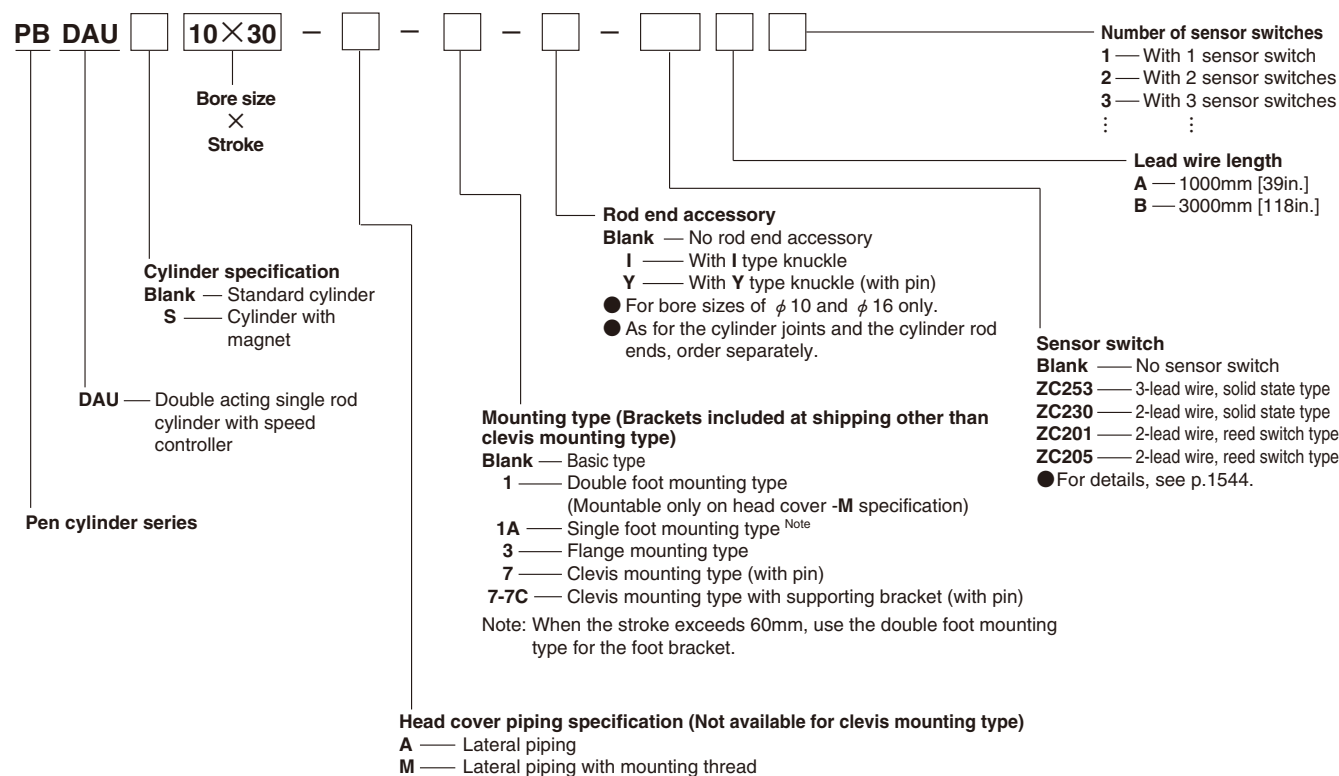 PB DAU 10×30 – – – –
Number of sensor switches
1 — With 1 sensor switch
2 — With 2 sensor switches
3 — With 3 sensor switches
⋮ ⋮
Bore size
×
Stroke
Lead wire length
A — 1000mm [39in.]
B — 3000mm [118in.]
Rod end accessory
Blank — No rod end accessory
I — With I type knuckle
Y — With Y type knuckle (with pin)
● For bore sizes of ϕ 10 and ϕ 16 only.
● As for the cylinder joints and the cylinder rod
ends, order separately.
Cylinder specification
Blank — Standard cylinder
S — Cylinder with
magnet
Sensor switch
Blank — No sensor switch
ZC253 — 3-lead wire, solid state type
ZC230 — 2-lead wire, solid state type
ZC201 — 2-lead wire, reed switch type
ZC205 — 2-lead wire, reed switch type
● For details, see p.1544.
DAU — Double acting single rod
cylinder with speed
controller
Mounting type (Brackets included at shipping other than
clevis mounting type)
Blank — Basic type
1 — Double foot mounting type
(Mountable only on head cover -M specification)
1A — Single foot mounting type Note
3 — Flange mounting type
7 — Clevis mounting type (with pin)
7-7C — Clevis mounting type with supporting bracket (with pin)
Note: When the stroke exceeds 60mm, use the double foot mounting
type for the foot bracket.
Pen cylinder series
Head cover piping specification (Not available for clevis mounting type)
A — Lateral piping
M — Lateral piping with mounting thread